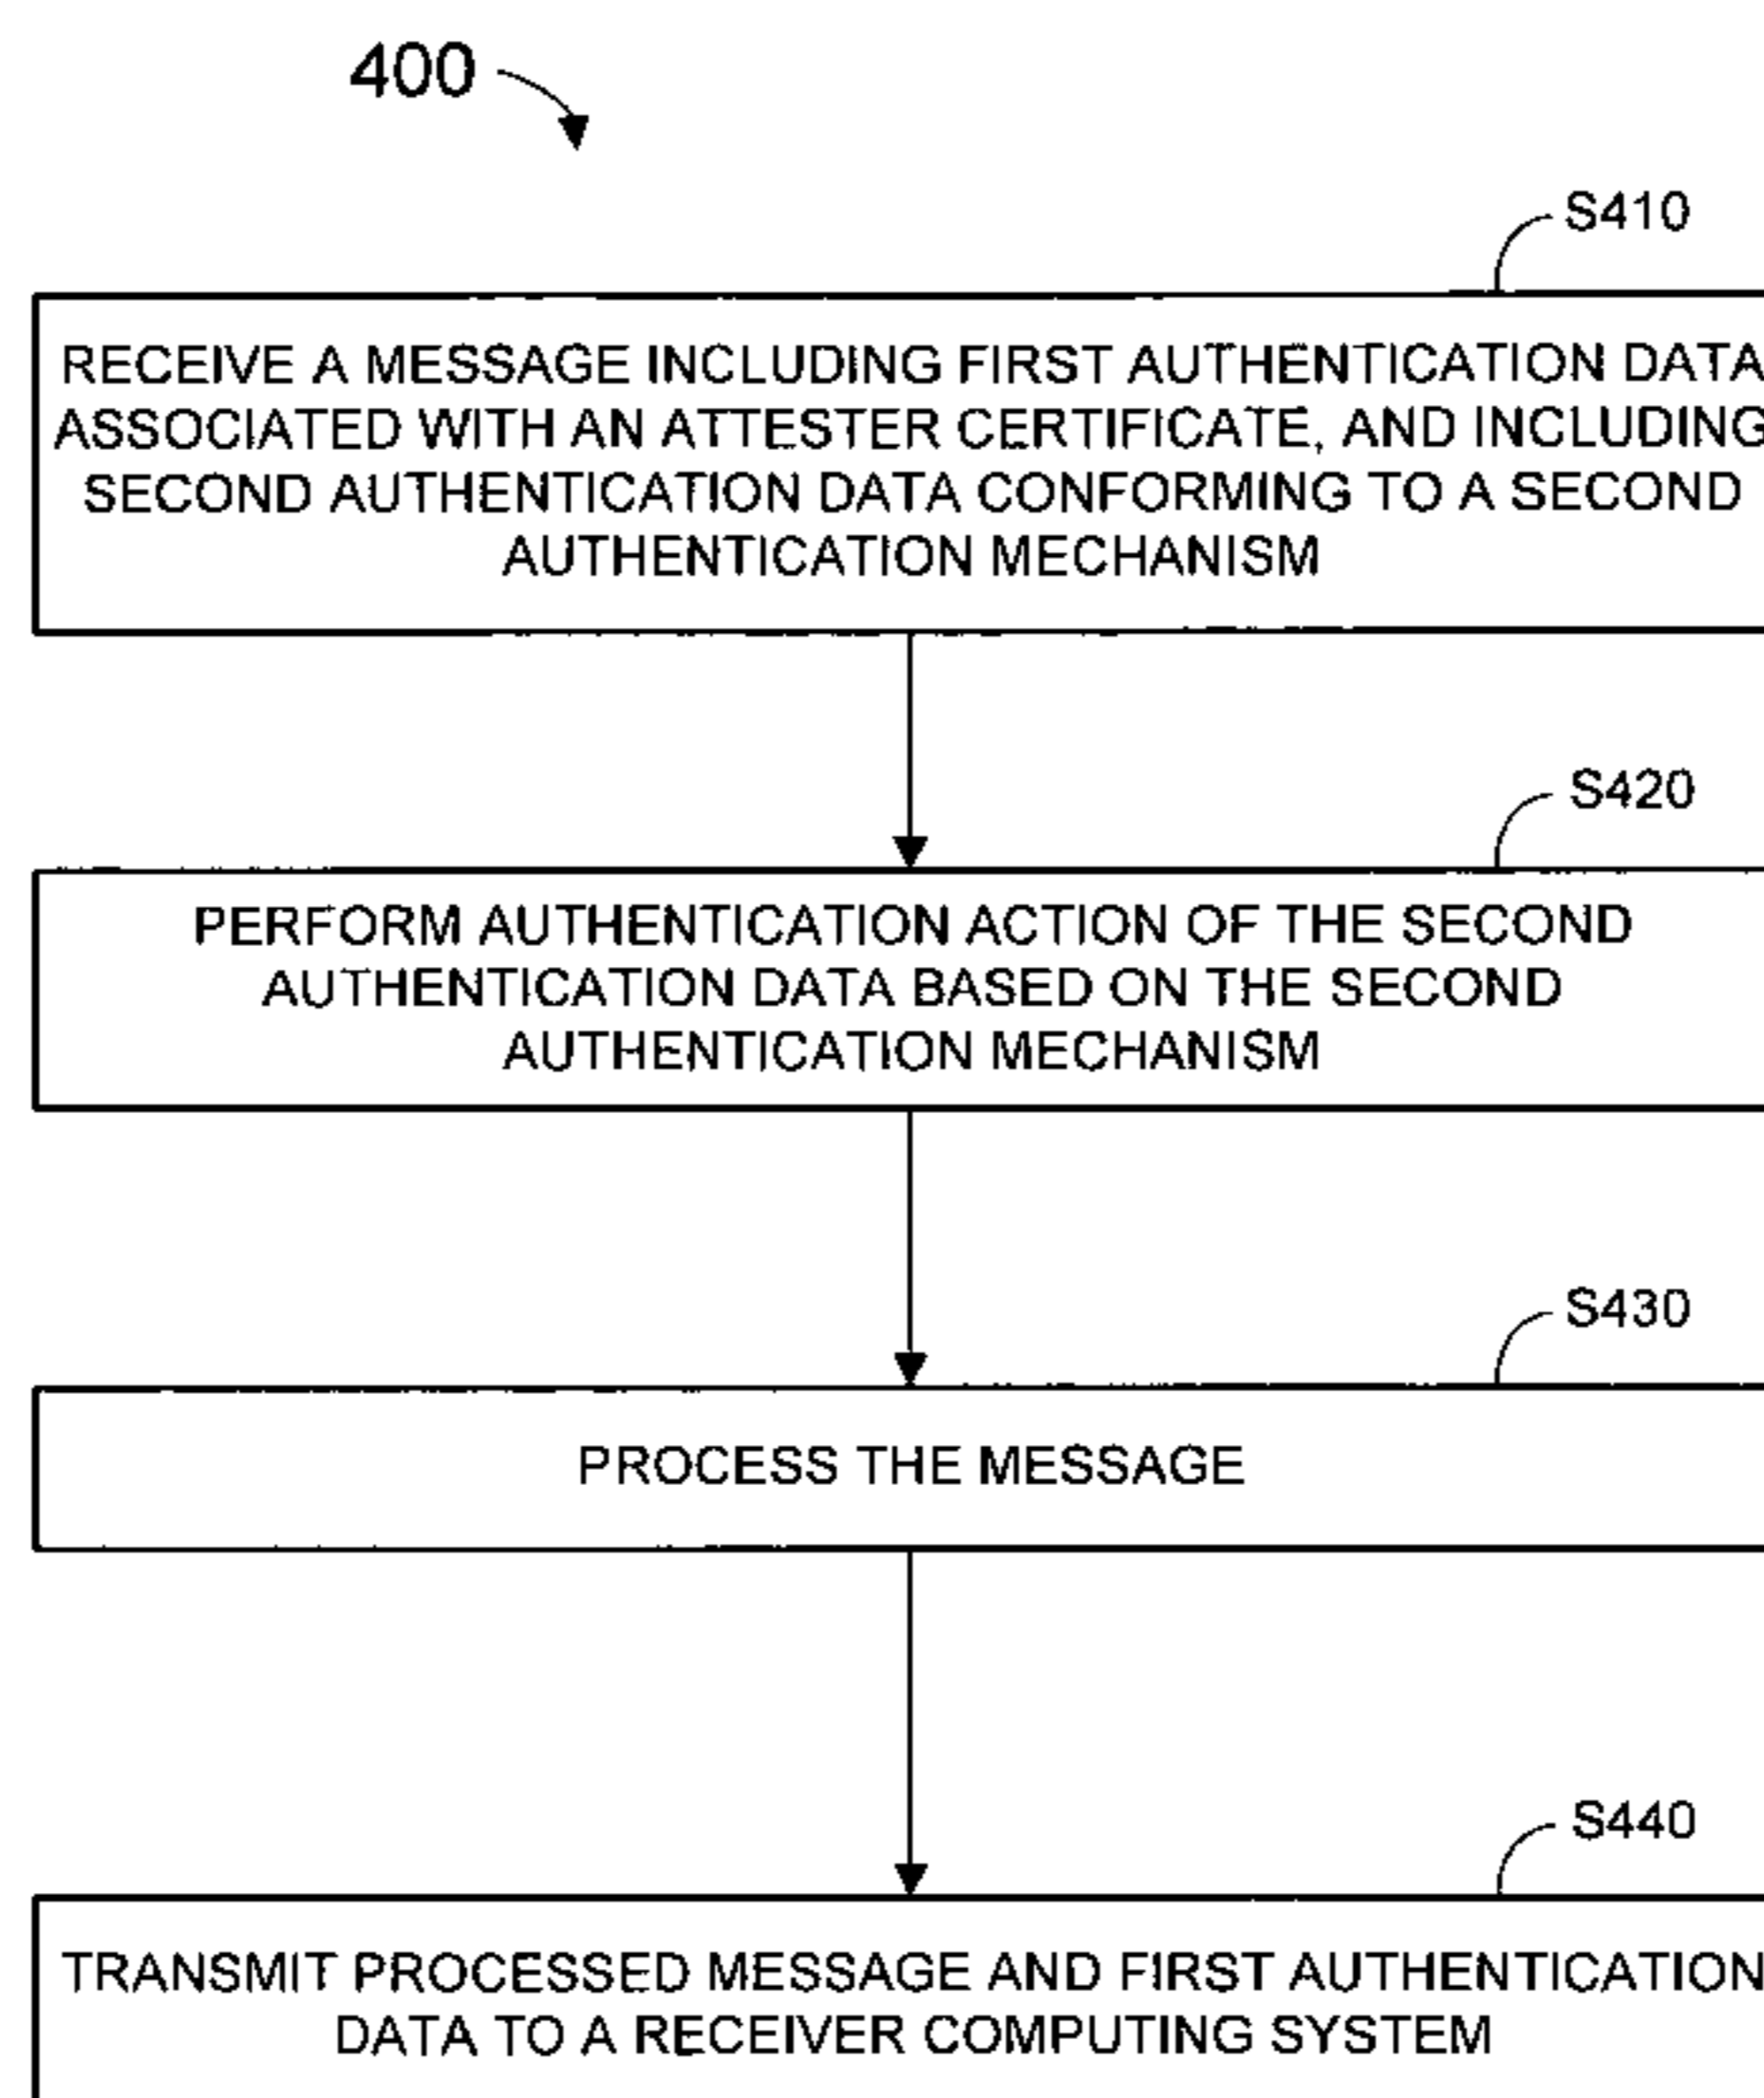 400
S410
RECEIVE A MESSAGE INCLUDING FIRST AUTHENTICATION DATA
ASSOCIATED WITH AN ATTESTER CERTIFICATE, AND INCLUDING
SECOND AUTHENTICATION DATA CONFORMING TO A SECOND
AUTHENTICATION MECHANISM
S420
PERFORM AUTHENTICATION ACTION OF THE SECOND
AUTHENTICATION DATA BASED ON THE SECOND
AUTHENTICATION MECHANISM
S430
PROCESS THE MESSAGE
S440
TRANSMIT PROCESSED MESSAGE AND FIRST AUTHENTICATION
DATA TO A RECEIVER COMPUTING SYSTEM